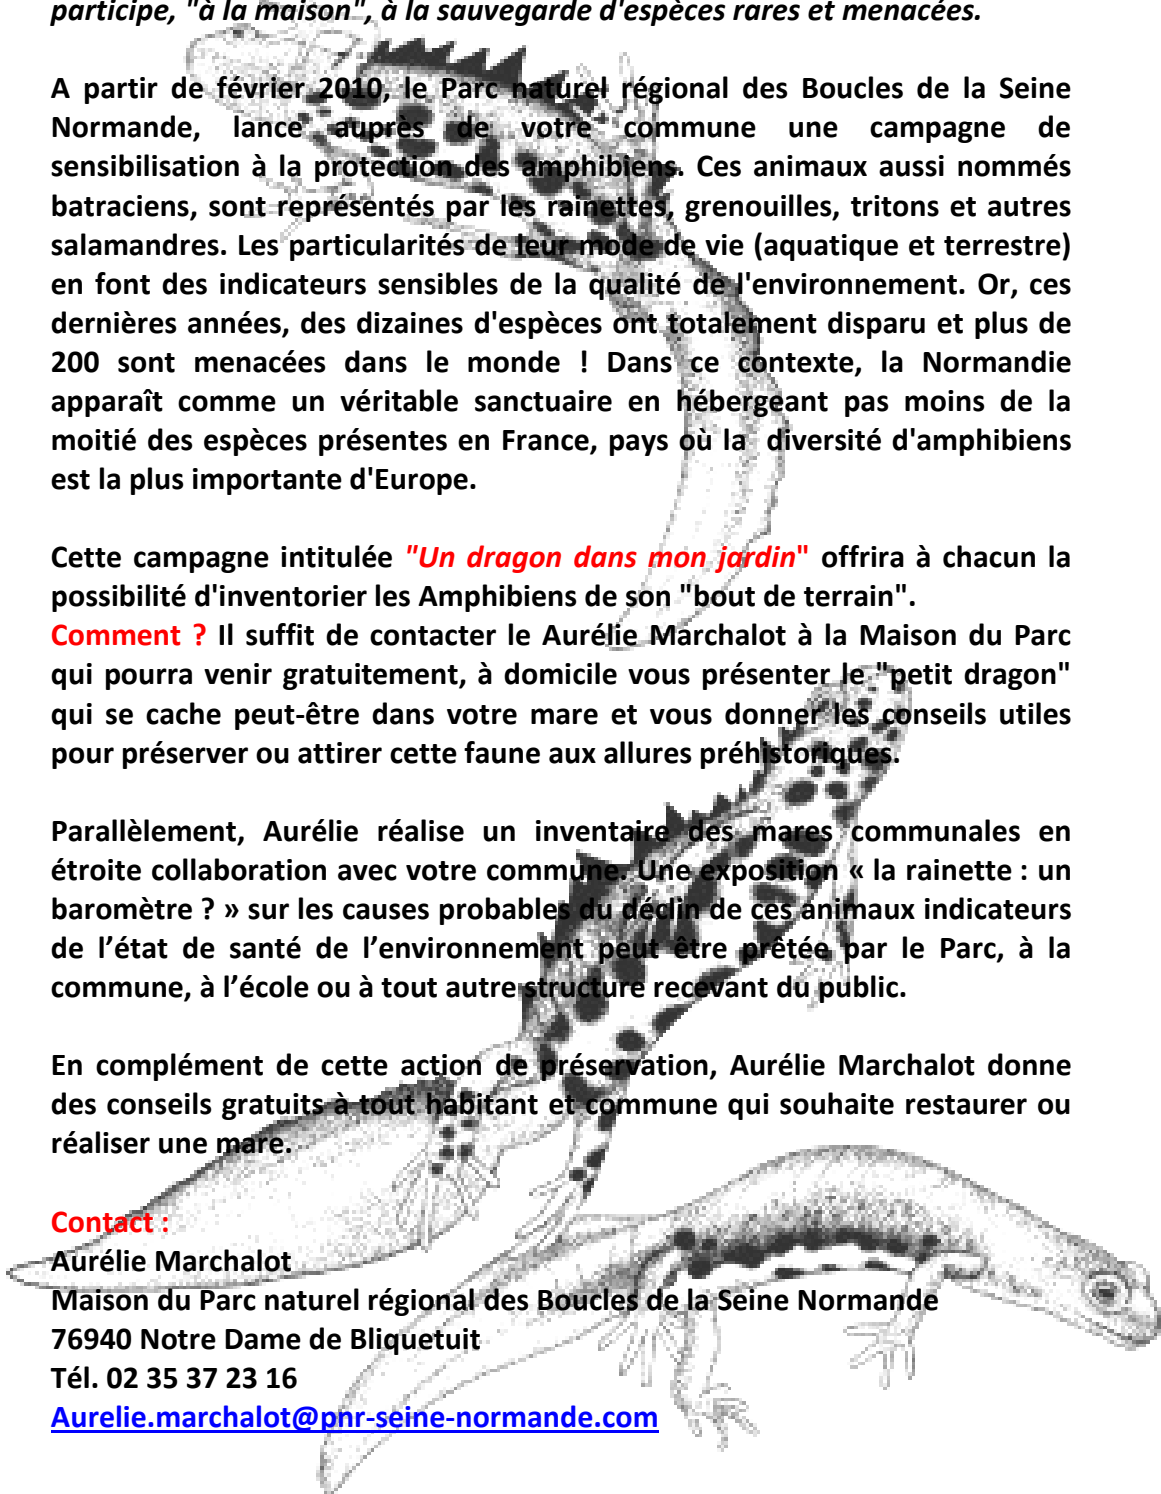 participe, "à la maison", à la sauvegarde d'espèces rares et menacées.
A partir de février 2010, le Parc naturel régional des Boucles de la Seine
Normande, lance auprès de votre commune une campagne de
sensibilisation à la protection des amphibiens. Ces animaux aussi nommés
batraciens, sont représentés par les rainettes, grenouilles, tritons et autres
salamandres. Les particularités de leur mode de vie (aquatique et terrestre)
en font des indicateurs sensibles de la qualité de l'environnement. Or, ces
dernières années, des dizaines d'espèces ont totalement disparu et plus de
200 sont menacées dans le monde ! Dans ce contexte, la Normandie
apparaît comme un véritable sanctuaire en hébergeant pas moins de la
moitié des espèces présentes en France, pays où la diversité d'amphibiens
est la plus importante d'Europe.
Cette campagne intitulée "Un dragon dans mon jardin" offrira à chacun la
possibilité d'inventorier les Amphibiens de son "bout de terrain".
Comment ? Il suffit de contacter le Aurélie Marchalot à la Maison du Parc
qui pourra venir gratuitement, à domicile vous présenter le "petit dragon"
qui se cache peut-être dans votre mare et vous donner les conseils utiles
pour préserver ou attirer cette faune aux allures préhistoriques.
Parallèlement, Aurélie réalise un inventaire des mares communales en
étroite collaboration avec votre commune. Une exposition « la rainette : un
baromètre ? » sur les causes probables du déclin de ces animaux indicateurs
de l’état de santé de l’environnement peut être prêtée par le Parc, à la
commune, à l’école ou à tout autre structure recevant du public.
En complément de cette action de préservation, Aurélie Marchalot donne
des conseils gratuits à tout habitant et commune qui souhaite restaurer ou
réaliser une mare.
Contact :
Aurélie Marchalot
Maison du Parc naturel régional des Boucles de la Seine Normande
76940 Notre Dame de Bliquetuit
Tél. 02 35 37 23 16
Aurelie.marchalot@pnr-seine-normande.com